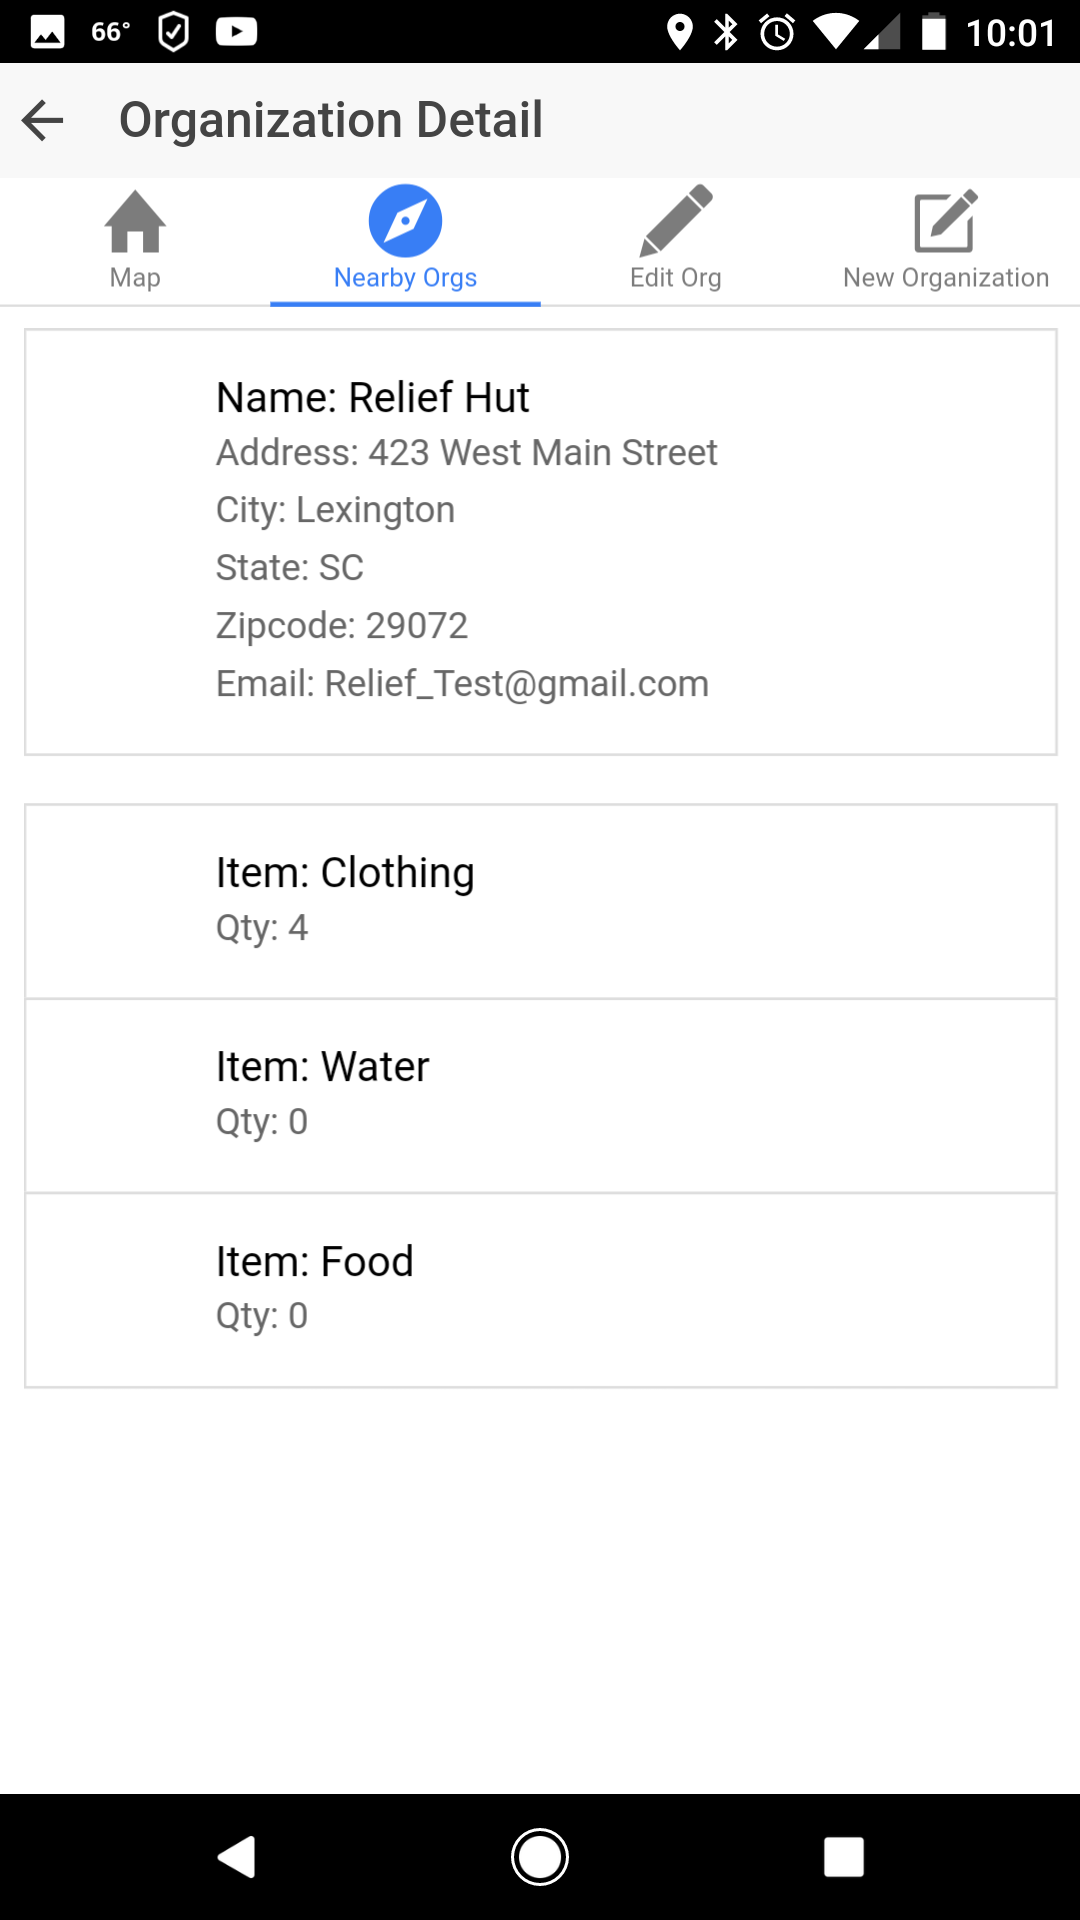 66° 10:01
Organization Detail
Map Nearby Orgs Edit Org New Organization
Name: Relief Hut
Address: 423 West Main Street
City: Lexington
State: SC
Zipcode: 29072
Email: Relief_Test@gmail.com
Item: Clothing
Qty: 4
Item: Water
Qty: 0
Item: Food
Qty: 0